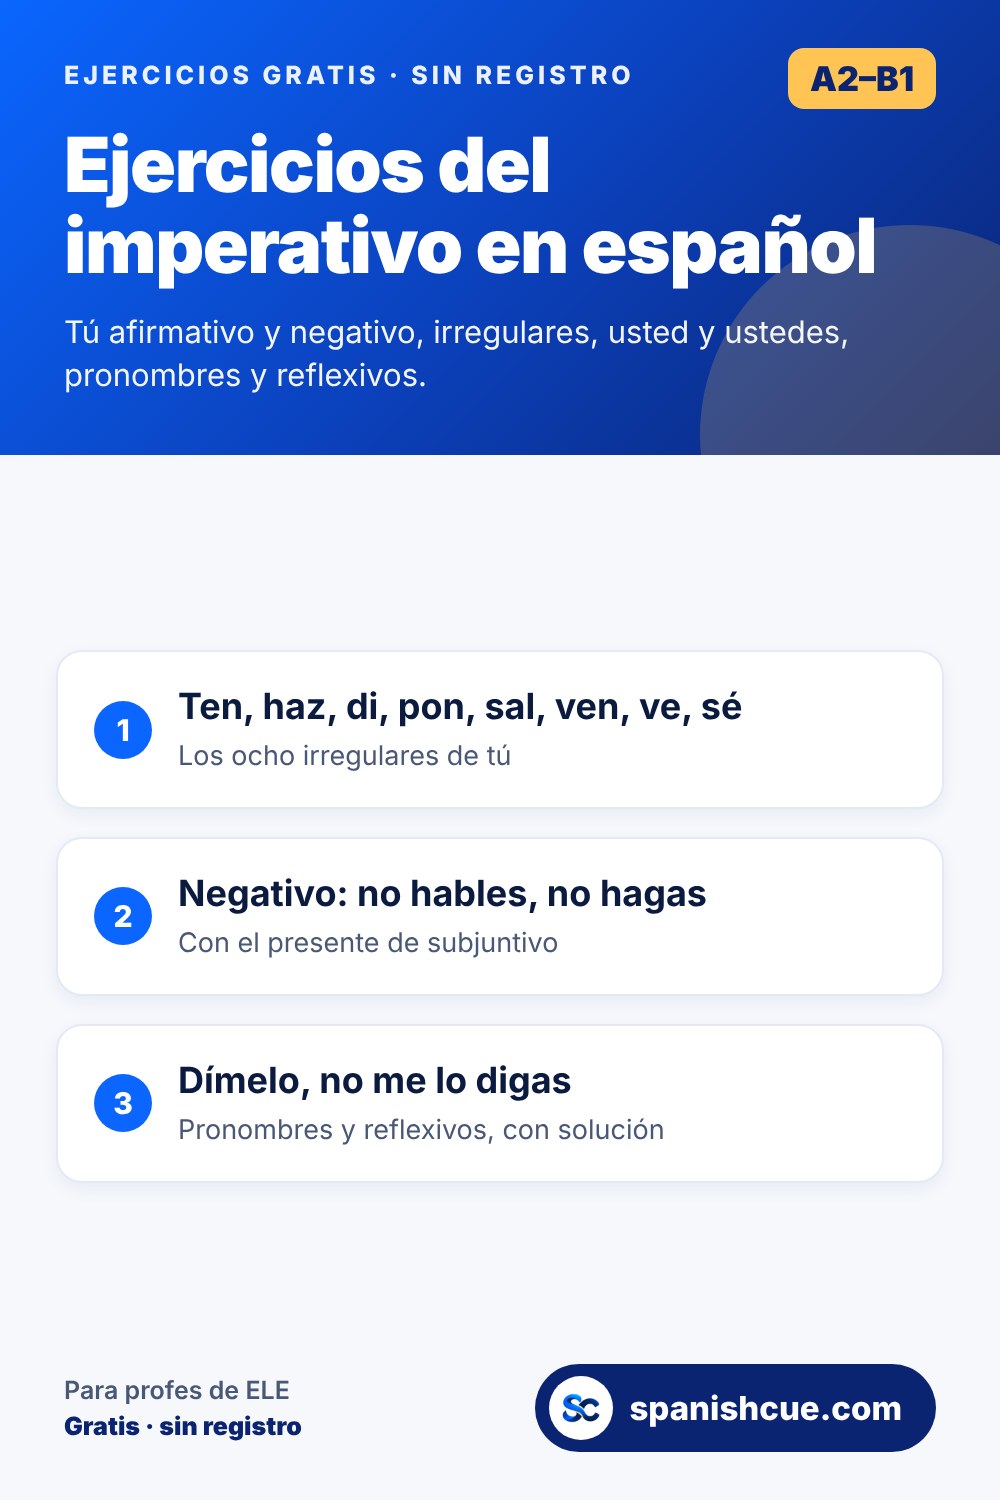 EJERCICIOS GRATIS · SIN REGISTRO
A2–B1
Ejercicios del
imperativo en español
Tú afirmativo y negativo, irregulares, usted y ustedes,
pronombres y reflexivos.
1
Ten, haz, di, pon, sal, ven, ve, sé
Los ocho irregulares de tú
2
Negativo: no hables, no hagas
Con el presente de subjuntivo
3
Dímelo, no me lo digas
Pronombres y reflexivos, con solución
Para profes de ELE
Gratis · sin registro
SC spanishcue.com